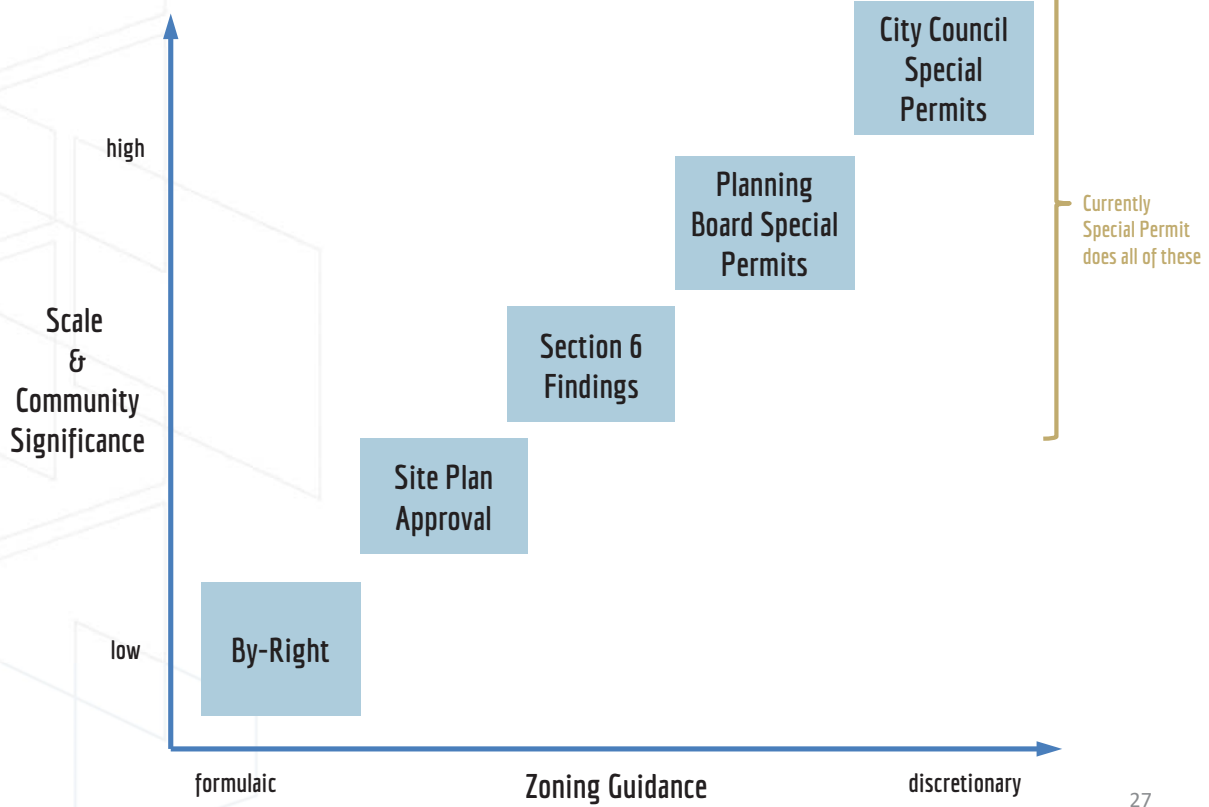 City Council
Special
Permits
high
Planning
Board Special
Permits
Currently
Special Permit
does all of these
Scale
&
Community
Significance
Section 6
Findings
Site Plan
Approval
low
By-Right
formulaic
Zoning Guidance
discretionary
27